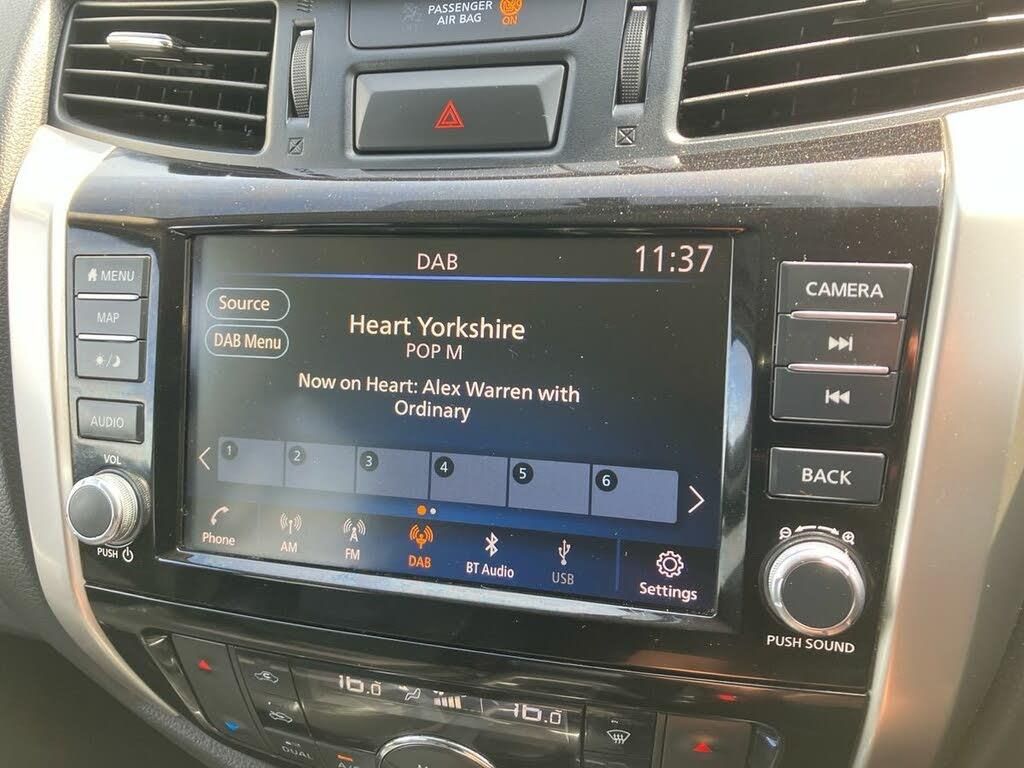 PASSENGER
AIR BAG
ON
DAB
11:37
MENU
MAP
AUDIO
VOL
PUSH
Source
DAB Menu
Heart Yorkshire
POP M
Now on Heart: Alex Warren with
Ordinary
1
2
3
4
5
6
Phone
AM
FM
DAB
BT Audio
USB
Settings
CAMERA
BACK
PUSH SOUND
16.0
16.0
DUAL
A/C